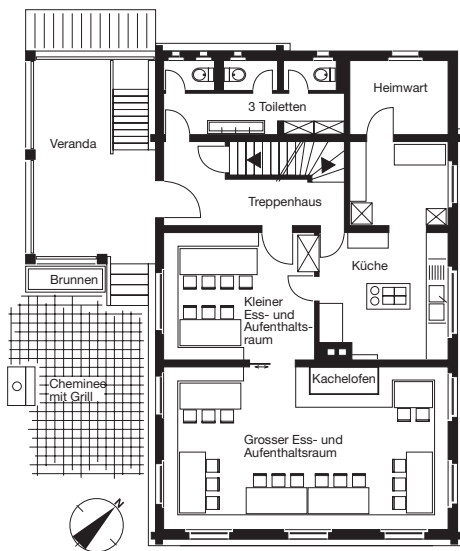 3 Toiletten
Heimwart
Veranda
Treppenhaus
Küche
Brunnen
Kleiner
Ess- und
Aufenthalts-
raum
Cheminee
mit Grill
Kachelofen
Grosser Ess- und
Aufenthaltsraum
N